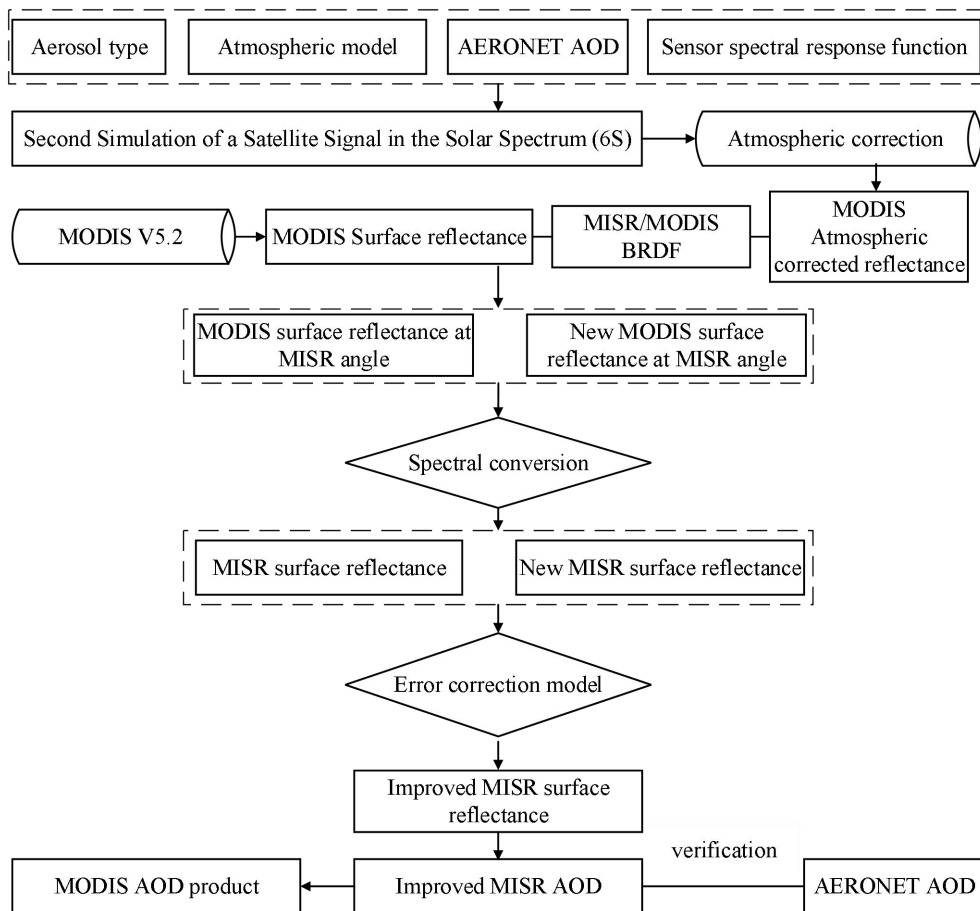 Aerosol type
Atmospheric model
AERONET AOD
Sensor spectral response function
Second Simulation of a Satellite Signal in the Solar Spectrum (6S)
Atmospheric correction
MODIS V5.2
MODIS Surface reflectance
MISR/MODIS
BRDF
MODIS
Atmospheric
corrected reflectance
MODIS surface reflectance at
MISR angle
New MODIS surface
reflectance at MISR angle
Spectral conversion
MISR surface reflectance
New MISR surface reflectance
Error correction model
Improved MISR surface
reflectance
verification
MODIS AOD product
Improved MISR AOD
AERONET AOD